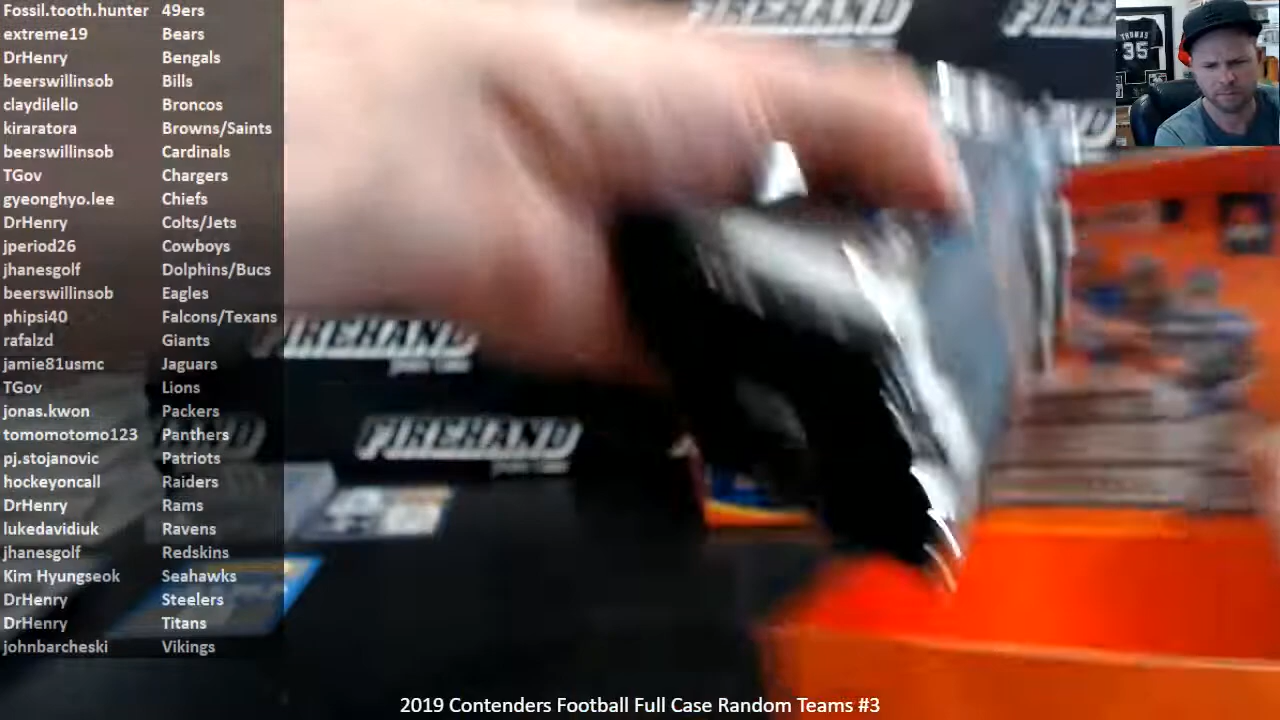 Fossil.tooth.hunter 49ers
extreme19 Bears
DrHenry Bengals
beerswillinsob Bills
claydilello Broncos
kiraratora Browns/Saints
beerswillinsob Cardinals
TGov Chargers
gyeonghyo.lee Chiefs
DrHenry Colts/Jets
jperiod26 Cowboys
jhanesgolf Dolphins/Bucs
beerswillinsob Eagles
phipsi40 Falcons/Texans
rafalzd Giants
jamie81usmc Jaguars
TGov Lions
jonas.kwon Packers
tomomotomo123 Panthers
pj.stojanovic Patriots
hockeyoncall Raiders
DrHenry Rams
lukedavidiuk Ravens
jhanesgolf Redskins
Kim Hyungseok Seahawks
DrHenry Steelers
DrHenry Titans
johnbarcheski Vikings
THOMAS
35
FIREHAND
FIREHAND
FIREHAND
2019 Contenders Football Full Case Random Teams #3